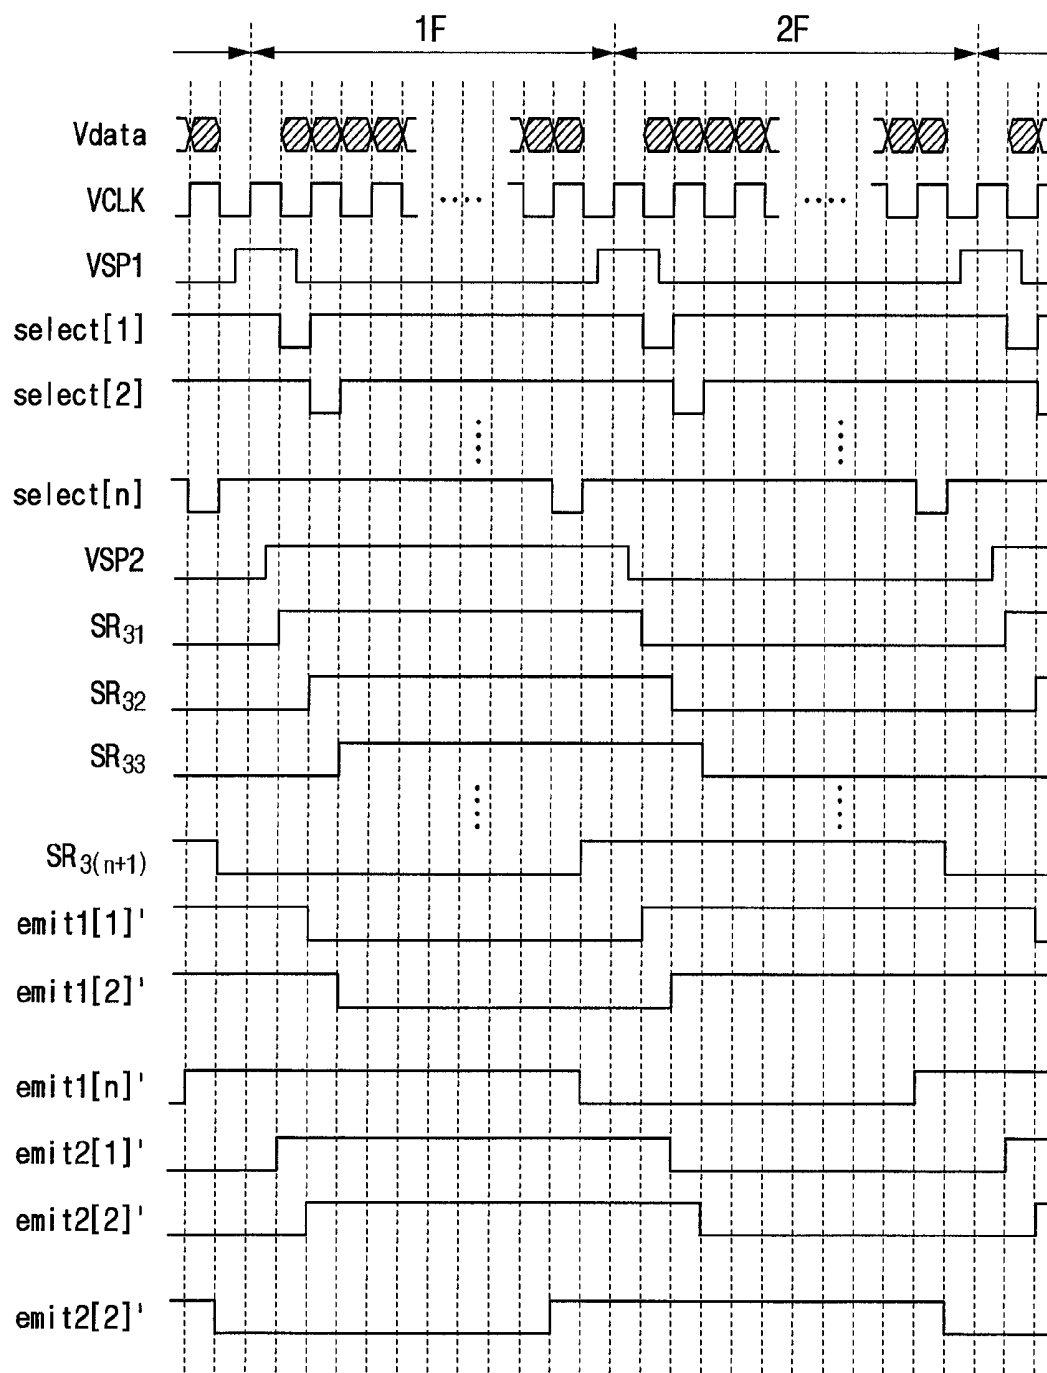 1F 2F
Vdata
VCLK
VSP1
select[1]
select[2]
select[n]
VSP2
SR31
SR32
SR33
SR3(n+1)
emit1[1]'
emit1[2]'
emit1[n]'
emit2[1]'
emit2[2]'
emit2[2]'